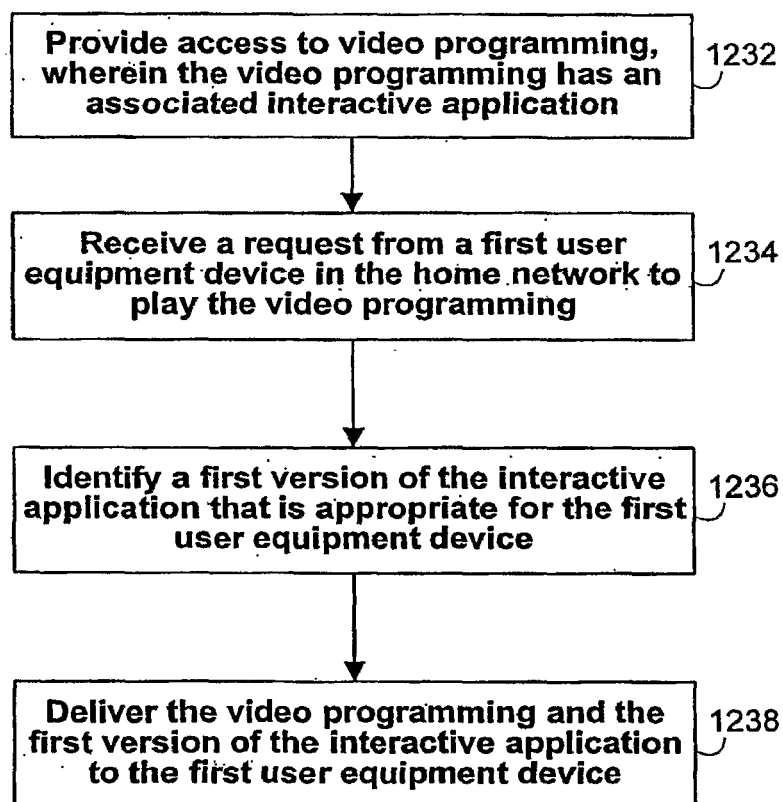 Provide access to video programming,
wherein the video programming has an
associated interactive application
1232
Receive a request from a first user
equipment device in the home network to
play the video programming
1234
Identify a first version of the interactive
application that is appropriate for the first
user equipment device
1236
Deliver the video programming and the
first version of the interactive application
to the first user equipment device
1238